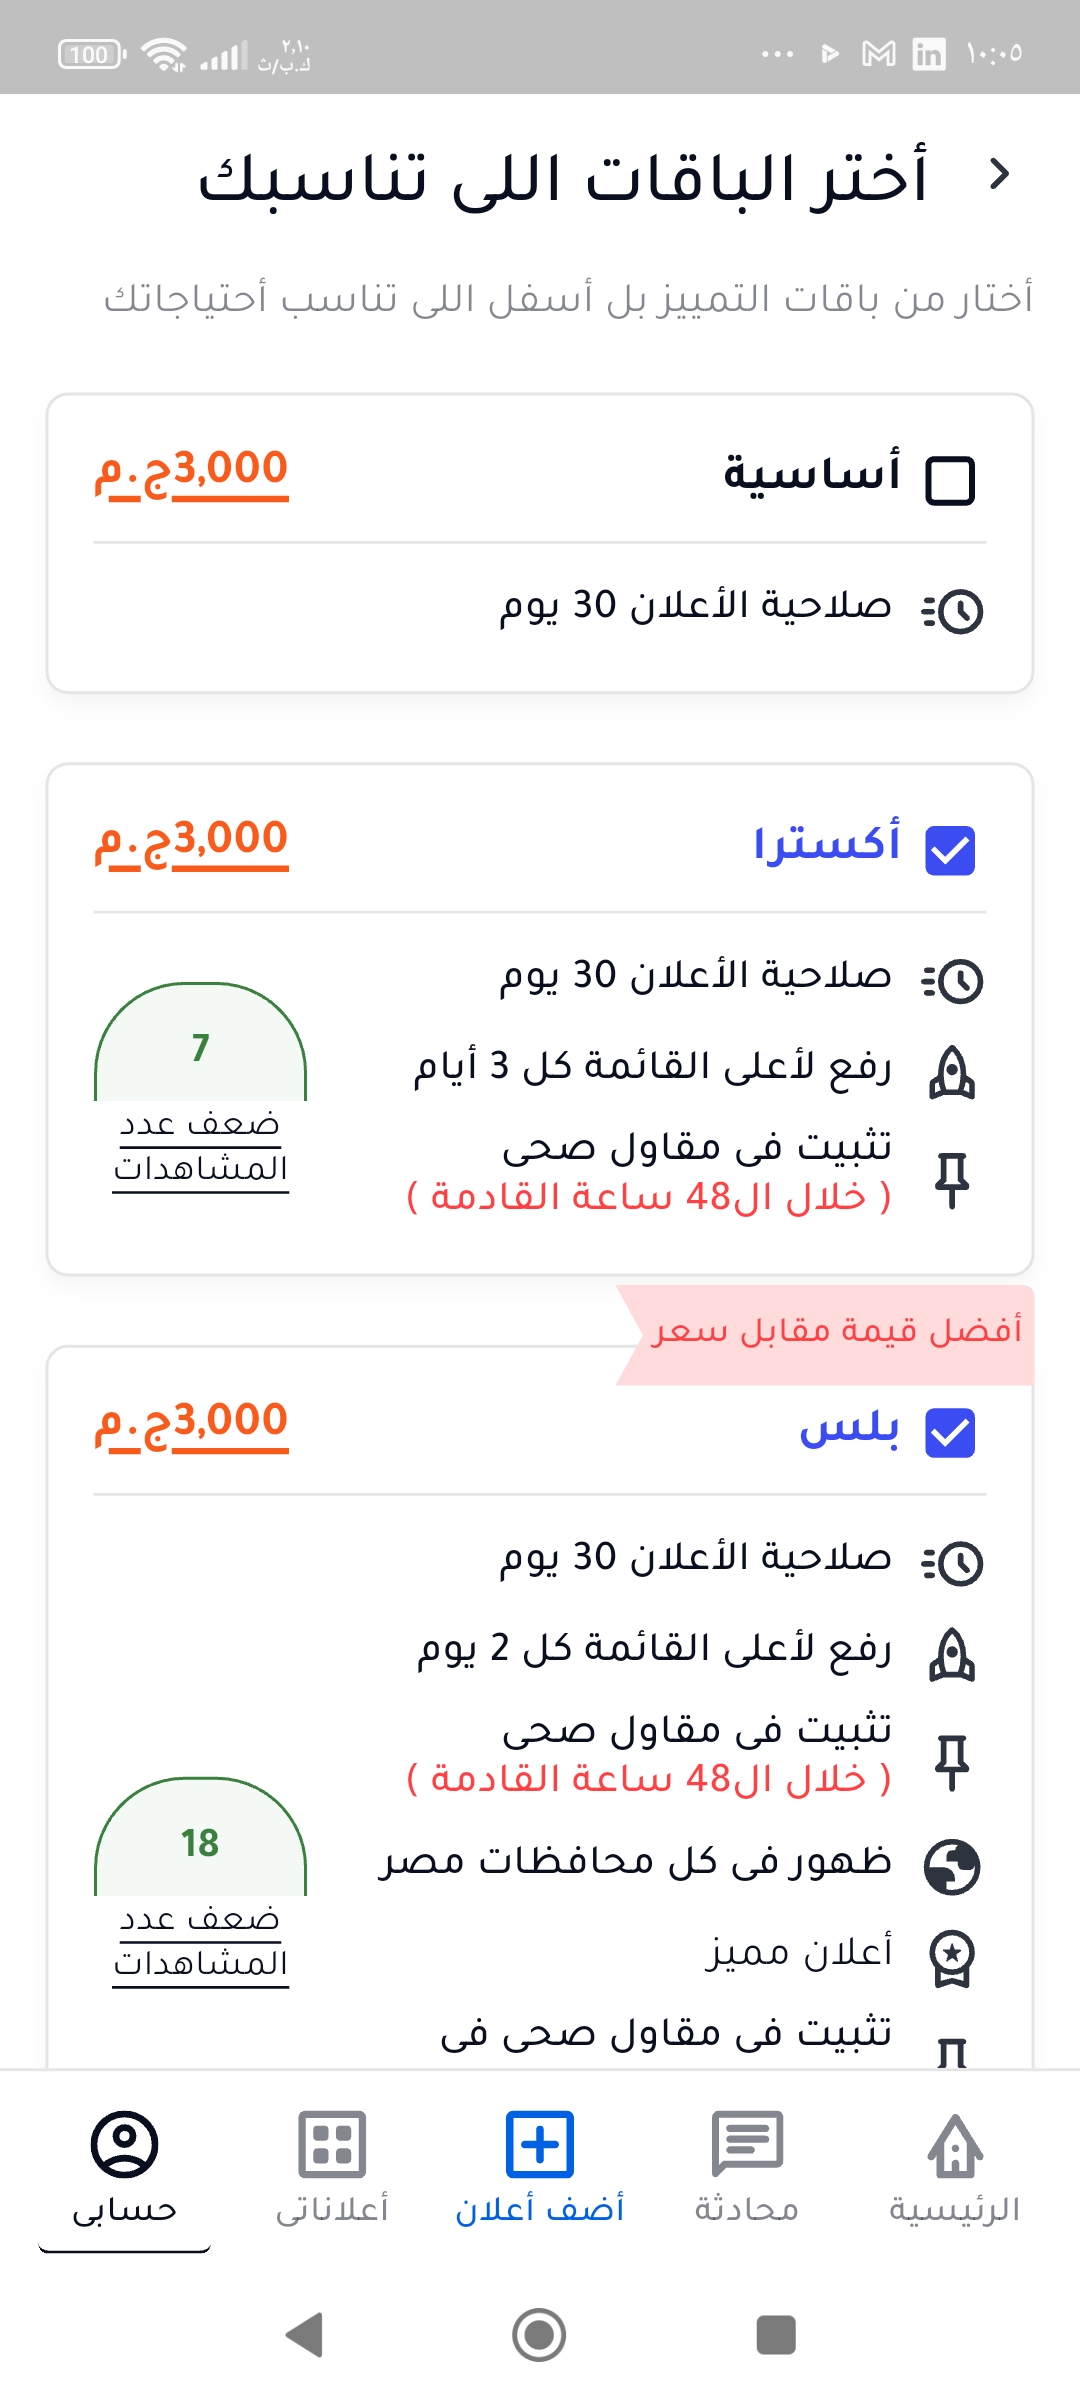 ١٠:٠٥
٢,١٠
ك.ب/ث
100
أختر الباقات اللى تناسبك
أختار من باقات التمييز بل أسفل اللى تناسب أحتياجاتك
أساسية
3,000ج.م
صلاحية الأعلان 30 يوم
أكسترا
3,000ج.م
صلاحية الأعلان 30 يوم
رفع لأعلى القائمة كل 3 أيام
تثبيت فى مقاول صحى
( خلال ال48 ساعة القادمة )
7
ضعف عدد
المشاهدات
أفضل قيمة مقابل سعر
بلس
3,000ج.م
صلاحية الأعلان 30 يوم
رفع لأعلى القائمة كل 2 يوم
تثبيت فى مقاول صحى
( خلال ال48 ساعة القادمة )
ظهور فى كل محافظات مصر
أعلان مميز
تثبيت فى مقاول صحى فى
18
ضعف عدد
المشاهدات
الرئيسية
محادثة
أضف أعلان
أعلاناتى
حسابى